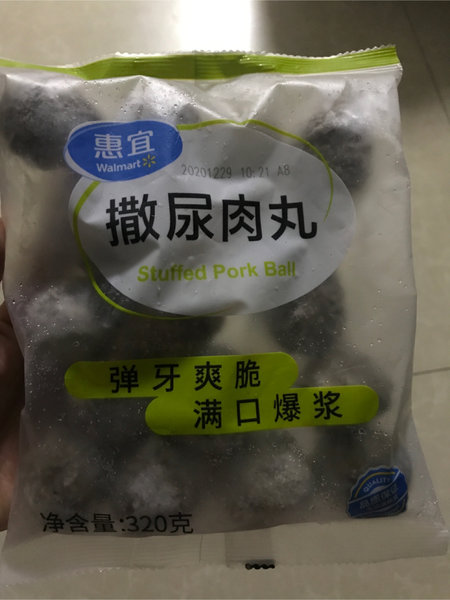 惠宜
Walmart
20201229 10:21 AB
撒尿肉丸
Stuffed Pork Ball
弹牙爽脆
满口爆浆
QUALITY
净含量:320克